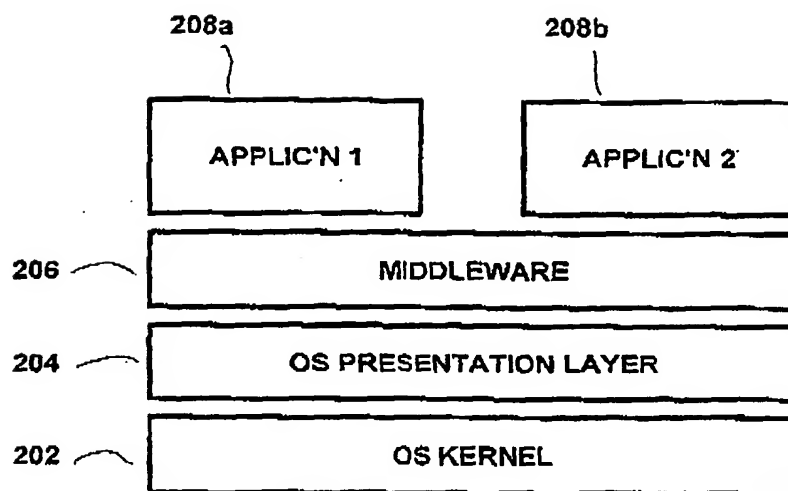 208a 208b
APPLIC'N 1 APPLIC'N 2
206 MIDDLEWARE
204 OS PRESENTATION LAYER
202 OS KERNEL